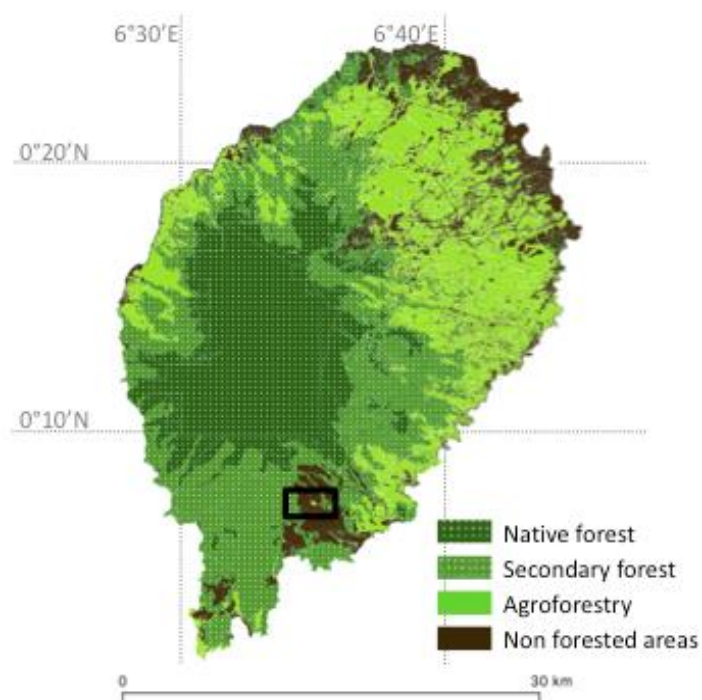 6°30'E 6°40'E
0°20'N
0°10'N
Native forest
Secondary forest
Agroforestry
Non forested areas
0 30 km